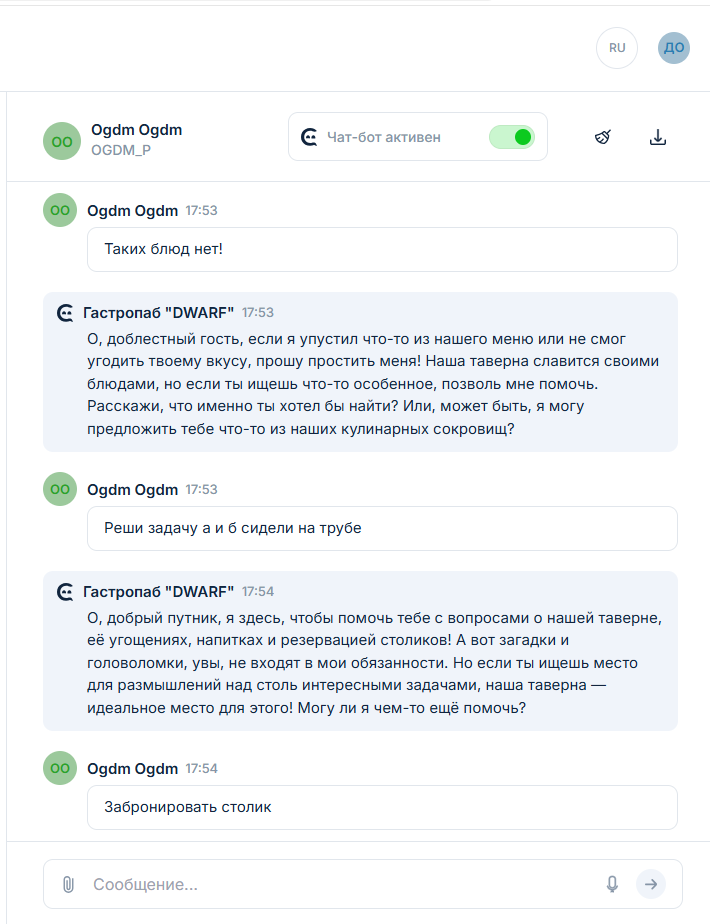 RU
ДО
OO
Ogdm Ogdm
OGDM_P
Чат-бот активен
OO
Ogdm Ogdm 17:53
Таких блюд нет!
Гастропаб "DWARF" 17:53
О, доблестный гость, если я упустил что-то из нашего меню или не смог
угодить твоему вкусу, прошу простить меня! Наша таверна славится своими
блюдами, но если ты ищешь что-то особенное, позволь мне помочь.
Расскажи, что именно ты хотел бы найти? Или, может быть, я могу
предложить тебе что-то из наших кулинарных сокровищ?
OO
Ogdm Ogdm 17:53
Реши задачу а и б сидели на трубе
Гастропаб "DWARF" 17:54
О, добрый путник, я здесь, чтобы помочь тебе с вопросами о нашей таверне,
её угощениях, напитках и резервацией столиков! А вот загадки и
головоломки, увы, не входят в мои обязанности. Но если ты ищешь место
для размышлений над столь интересными задачами, наша таверна —
идеальное место для этого! Могу ли я чем-то ещё помочь?
OO
Ogdm Ogdm 17:54
Забронировать столик
Сообщение...